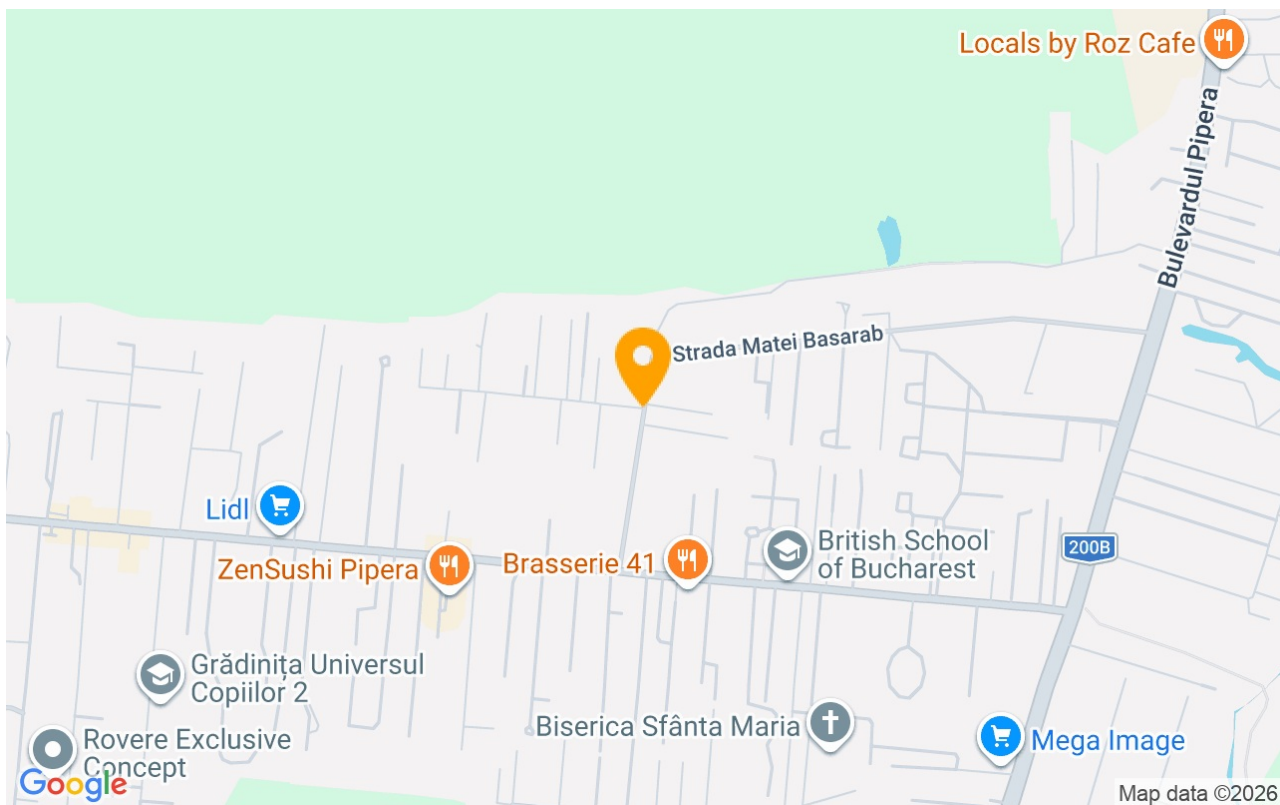 Locals by Roz Cafe
Bulevardul Pipera
Strada Matei Basarab
Lidl
ZenSushi Pipera
Brasserie 41
British School
of Bucharest
200B
Grădinița Universul
Copiilor 2
Biserica Sfânta Maria
Rovere Exclusive
Concept
Mega Image
Google
Map data ©2026